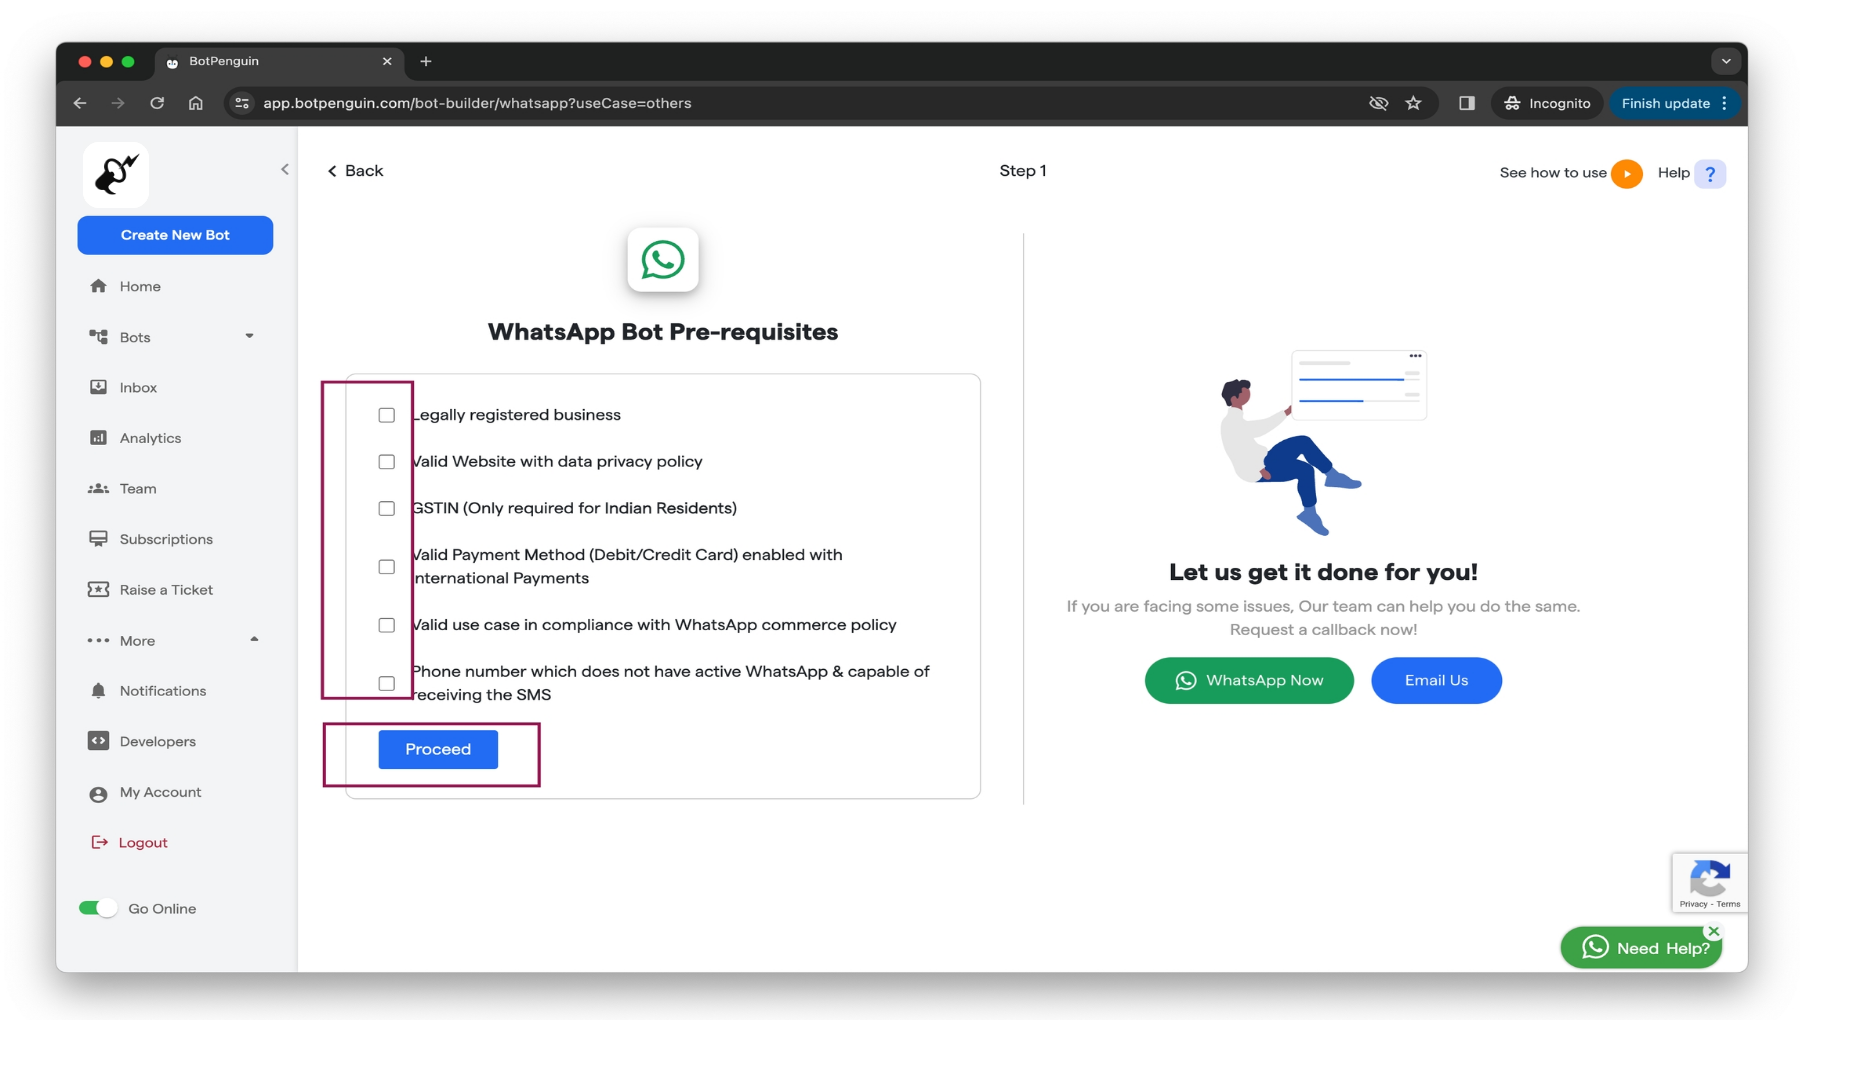 BotPenguin
app.botpenguin.com/bot-builder/whatsapp?useCase=others
Incognito
Finish update
Back
Step 1
See how to use
Help
?
Create New Bot
Home
Bots
Inbox
Analytics
Team
Subscriptions
Raise a Ticket
More
Notifications
Developers
My Account
Logout
Go Online
WhatsApp Bot Pre-requisites
Legally registered business
Valid Website with data privacy policy
GSTIN (Only required for Indian Residents)
Valid Payment Method (Debit/Credit Card) enabled with
International Payments
Valid use case in compliance with WhatsApp commerce policy
Phone number which does not have active WhatsApp & capable of
receiving the SMS
Proceed
Let us get it done for you!
If you are facing some issues, Our team can help you do the same.
Request a callback now!
WhatsApp Now
Email Us
Privacy - Terms
Need Help?